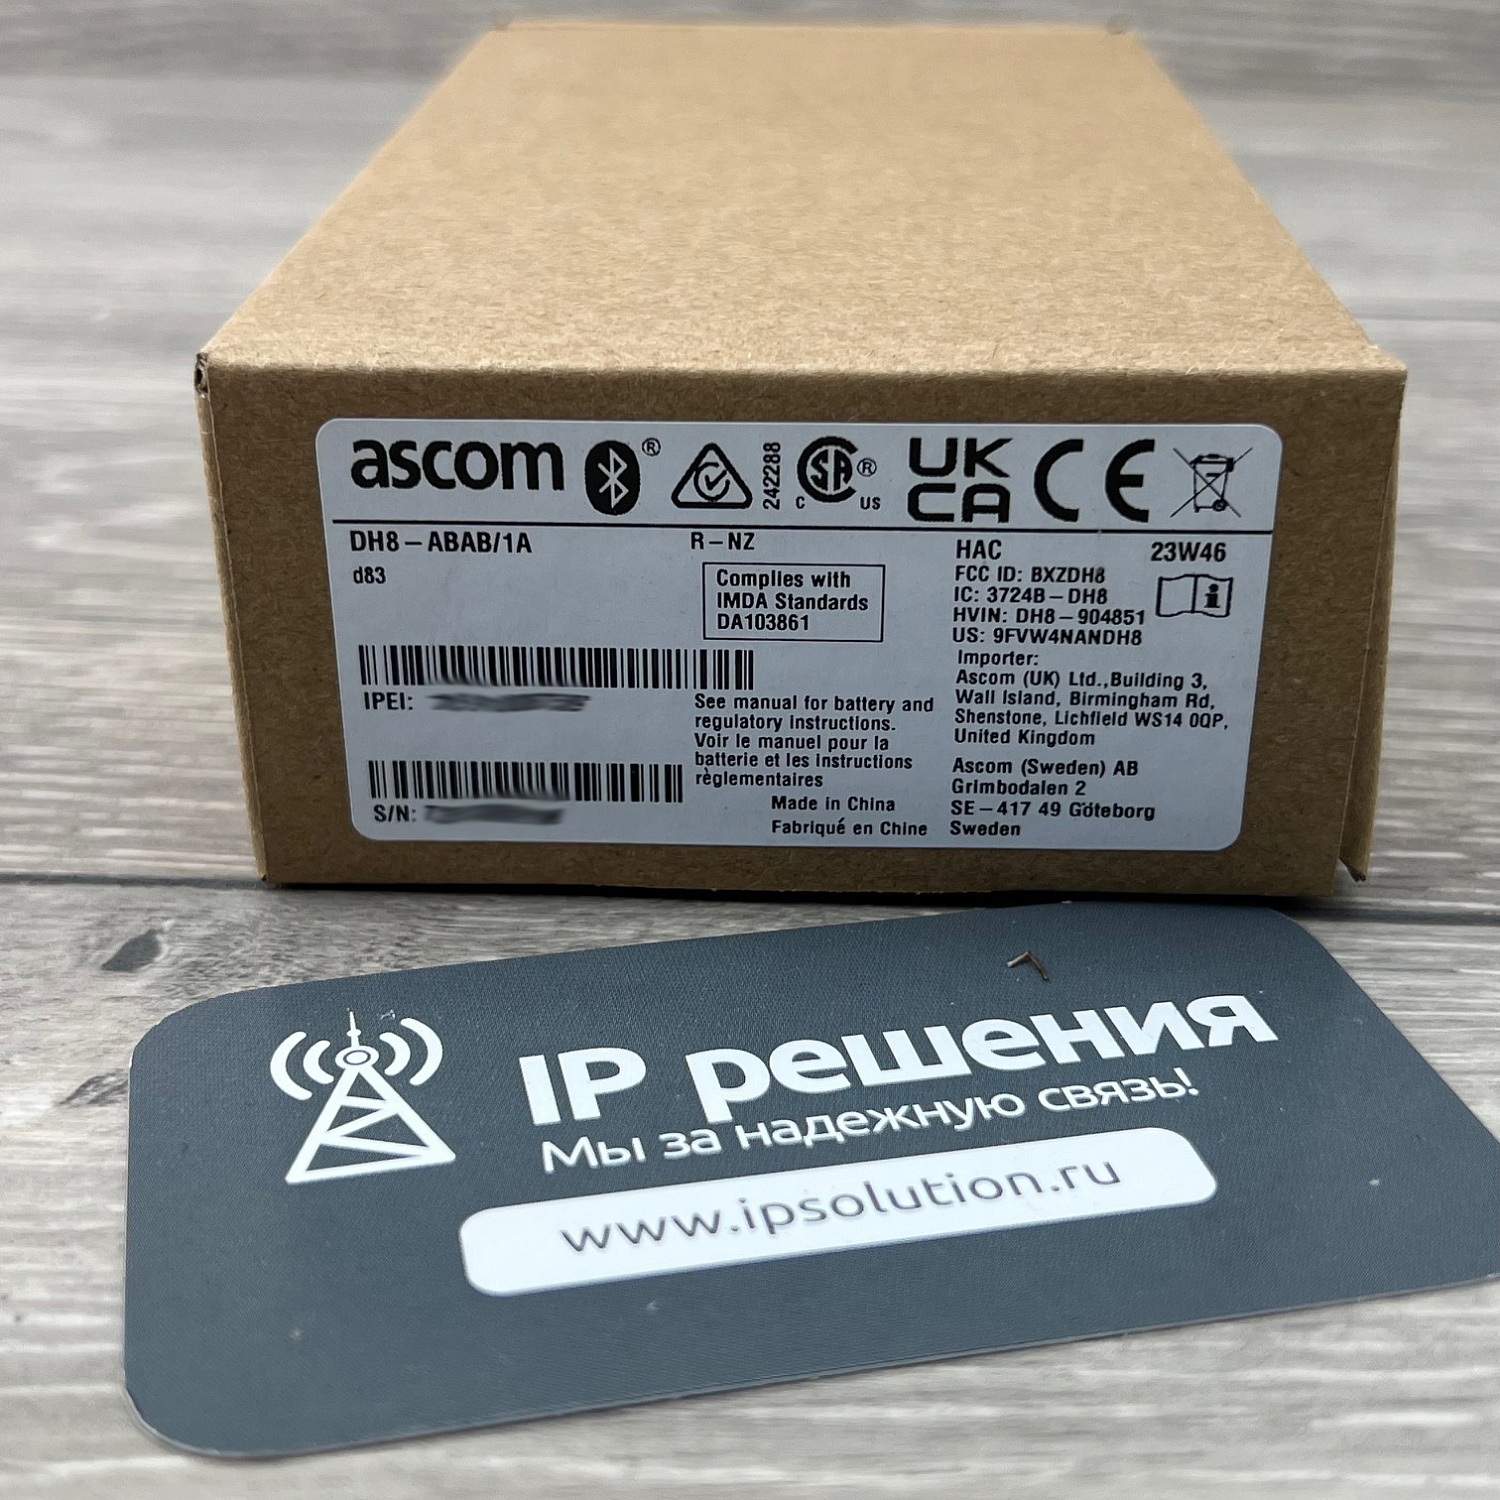 ascom ® 242288 C SA ® US UK CA CE
DH8-ABAB/1A
d83
R-NZ
Complies with
IMDA Standards
DA103861
HAC
23W46
FCC ID: BXZDH8
IC: 3724B-DH8
HVIN: DH8-904851
US: 9FVW4NANDH8
Importer:
Ascom (UK) Ltd.,Building 3,
Wall Island, Birmingham Rd,
Shenstone, Lichfield WS14 0QP,
United Kingdom
IPEI:
See manual for battery and
regulatory instructions.
Voir le manuel pour la
batterie et les instructions
règlementaires
S/N:
Made in China
Fabriqué en Chine
Ascom (Sweden) AB
Grimbodalen 2
SE-417 49 Göteborg
Sweden
IP решения
Мы за надежную связь!
www.ipsolution.ru